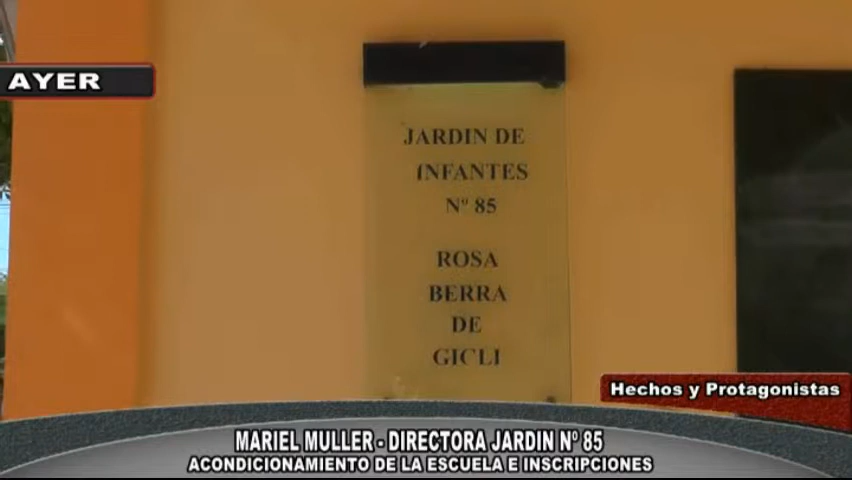 AYER
JARDIN DE
INFANTES
Nº 85
ROSA
BERRA
DE
GICLI
Hechos y Protagonistas
MARIEL MULLER - DIRECTORA JARDIN Nº 85
ACONDICIONAMIENTO DE LA ESCUELA E INSCRIPCIONES